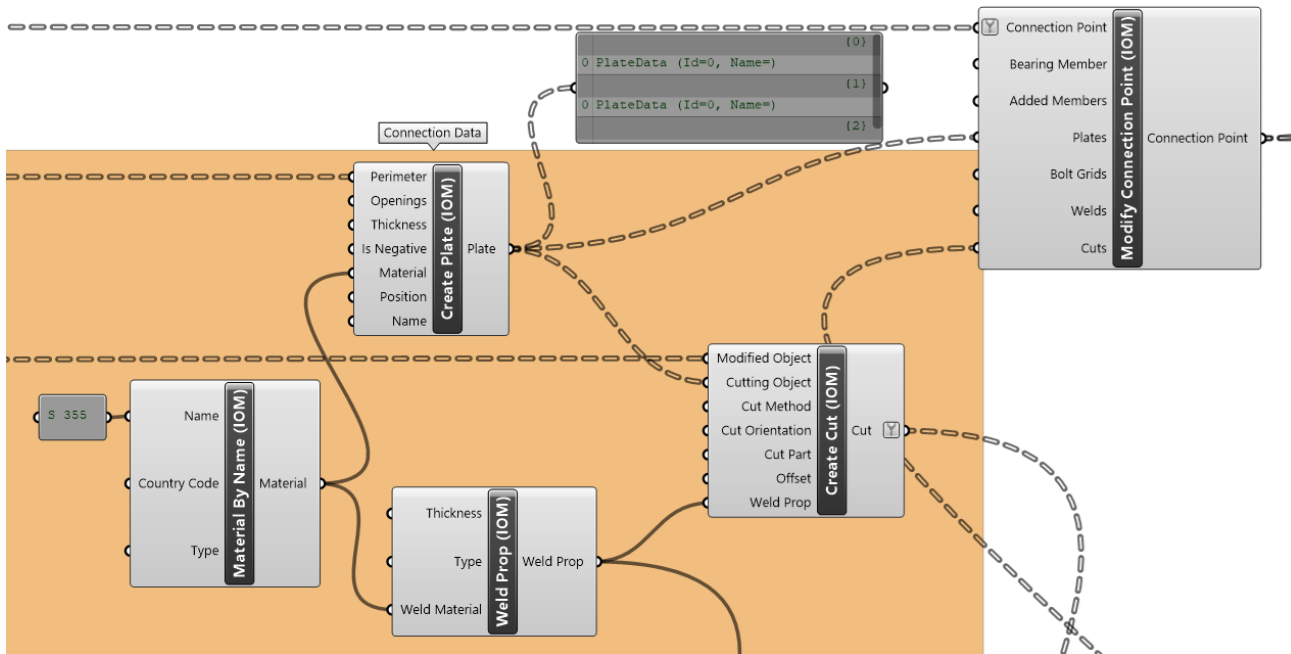 Connection Point
Bearing Member
Added Members
Plates
Bolt Grids
Welds
Cuts
Modify Connection Point (IOM)
Connection Point
{0}
0 PlateData (Id=0, Name=)
{1}
0 PlateData (Id=0, Name=)
{2}
Connection Data
Perimeter
Openings
Thickness
Is Negative
Material
Position
Name
Create Plate (IOM)
Plate
Modified Object
Cutting Object
Cut Method
Cut Orientation
Cut Part
Offset
Weld Prop
Create Cut (IOM)
Cut
S 355
Name
Country Code
Type
Material By Name (IOM)
Material
Thickness
Type
Weld Material
Weld Prop (IOM)
Weld Prop